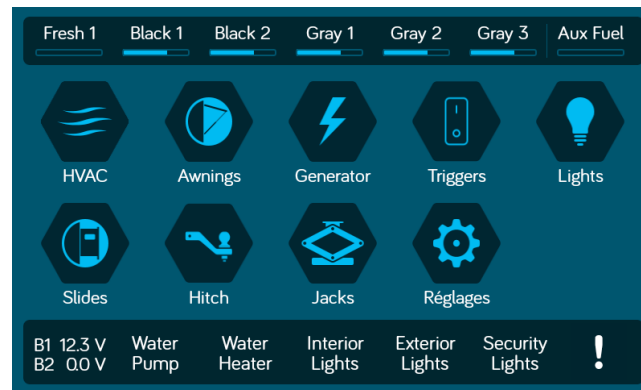 Fresh 1 Black 1 Black 2 Gray 1 Gray 2 Gray 3 Aux Fuel
HVAC Awnings Generator Triggers Lights
Slides Hitch Jacks Réglages
B1 12.3 V Water Water Interior Exterior Security
B2 0.0 V Pump Heater Lights Lights Lights !